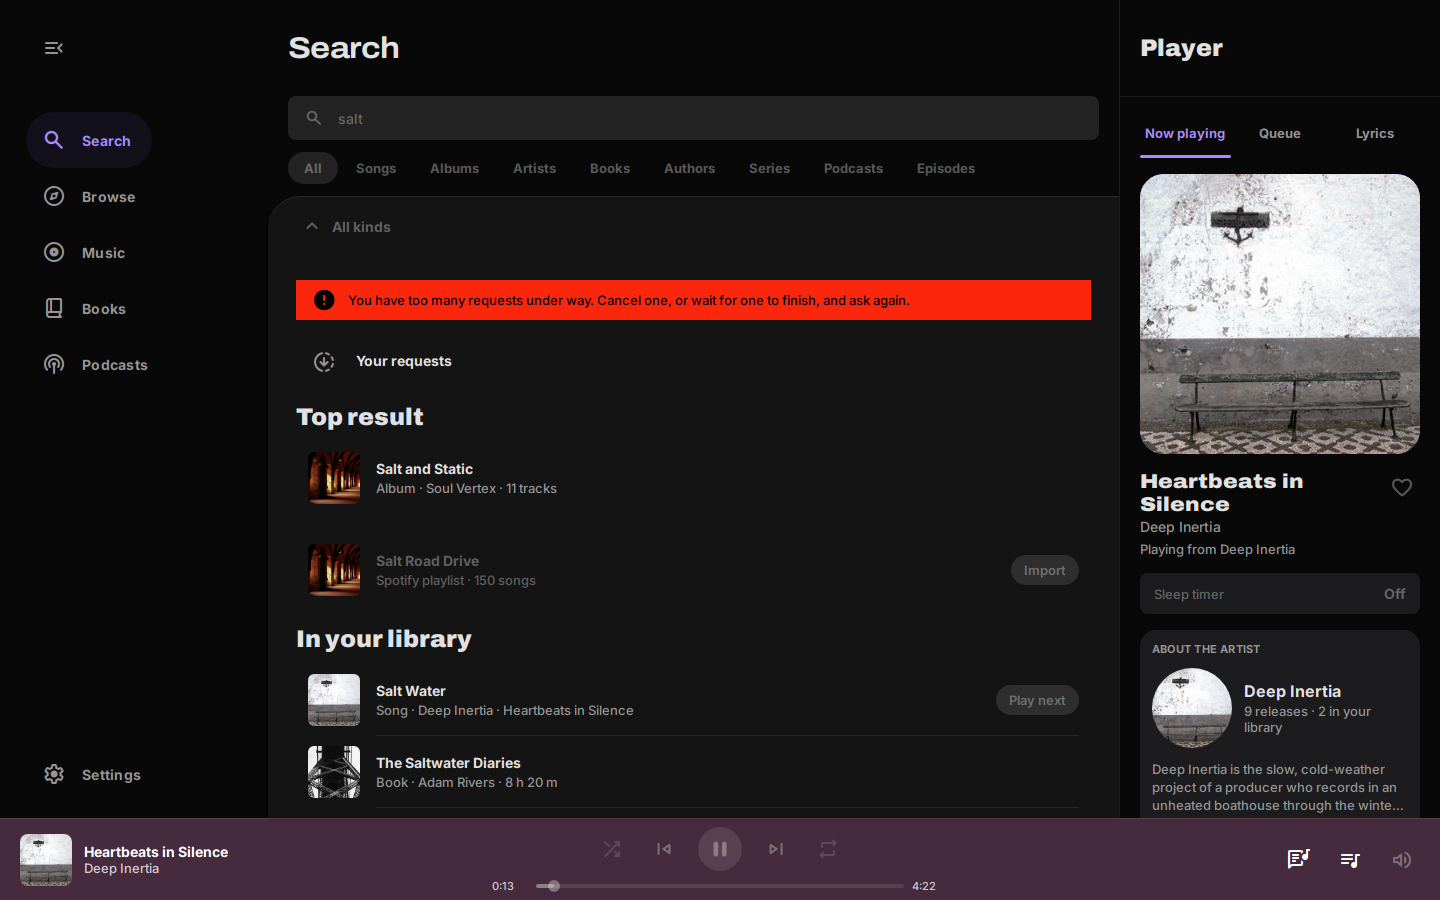 Search
Player
salt
Search
All
Songs
Albums
Artists
Books
Authors
Series
Podcasts
Episodes
Browse
Music
Books
Podcasts
Settings
All kinds
You have too many requests under way. Cancel one, or wait for one to finish, and ask again.
Your requests
Top result
Salt and Static
Album · Soul Vertex · 11 tracks
Salt Road Drive
Spotify playlist · 150 songs
Import
In your library
Salt Water
Song · Deep Inertia · Heartbeats in Silence
Play next
The Saltwater Diaries
Book · Adam Rivers · 8 h 20 m
Now playing
Queue
Lyrics
Heartbeats in
Silence
Deep Inertia
Playing from Deep Inertia
Sleep timer
Off
ABOUT THE ARTIST
Deep Inertia
9 releases · 2 in your
library
Deep Inertia is the slow, cold-weather
project of a producer who records in an
unheated boathouse through the winte...
Heartbeats in Silence
Deep Inertia
0:13
4:22